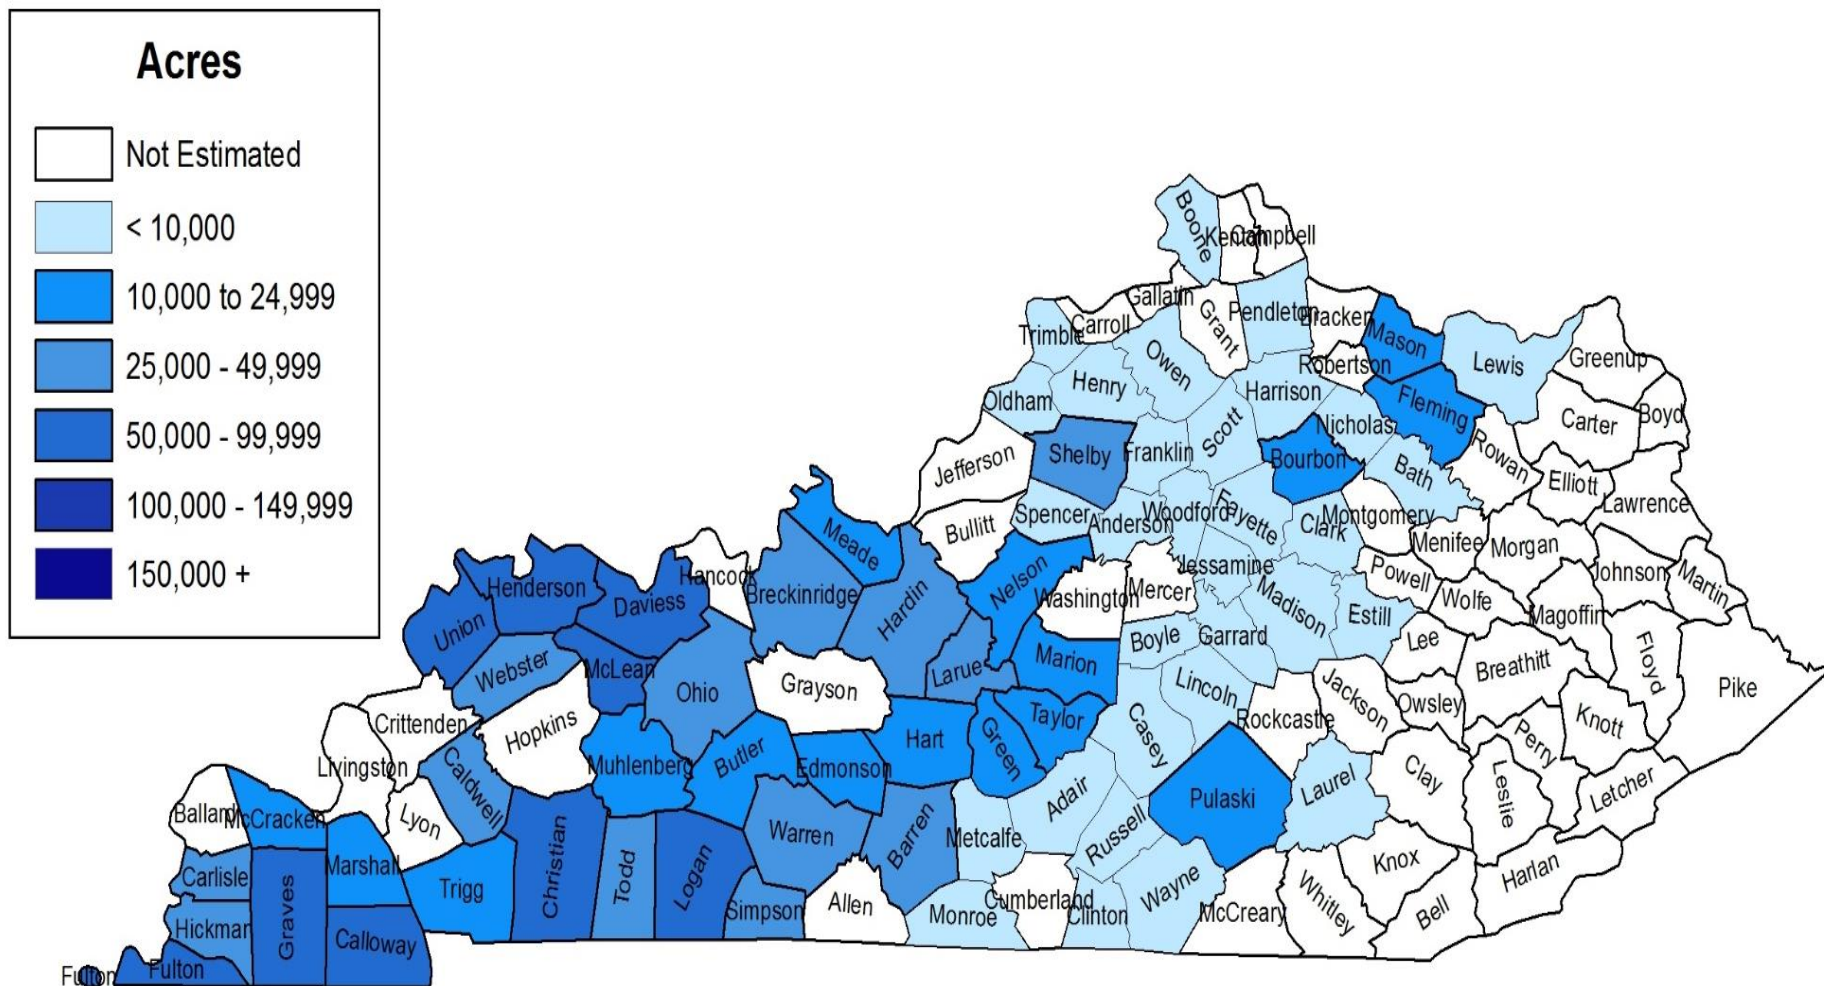 Acres
Not Estimated
< 10,000
10,000 to 24,999
25,000 - 49,999
50,000 - 99,999
100,000 - 149,999
150,000 +
Boone
Kenton
Campbell
Gallatin
Carroll
Trimble
Grant
Pendleton
Bracken
Mason
Robertson
Lewis
Greenup
Owen
Henry
Oldham
Harrison
Nicholas
Fleming
Carter
Boyd
Rowan
Jefferson
Shelby
Franklin
Scott
Bourbon
Bath
Elliott
Lawrence
Bullitt
Spencer
Anderson
Woodford
Fayette
Clark
Montgomery
Menifee
Morgan
Johnson
Martin
Meade
Hancock
Breckinridge
Hardin
Nelson
Washington
Mercer
Jessamine
Madison
Estill
Powell
Wolfe
Magoffin
Floyd
Pike
Henderson
Daviess
Union
Webster
McLean
Ohio
Grayson
Larue
Marion
Boyle
Garrard
Lincoln
Lee
Breathitt
Rockcastle
Jackson
Owsley
Perry
Knott
Crittenden
Hopkins
Livingston
Caldwell
Muhlenberg
Butler
Edmonson
Hart
Green
Taylor
Casey
Pulaski
Laurel
Clay
Leslie
Letcher
Ballard
McCracken
Lyon
Marshall
Trigg
Christian
Todd
Logan
Warren
Barren
Metcalfe
Adair
Russell
Wayne
Knox
Harlan
Carlisle
Hickman
Graves
Calloway
Simpson
Allen
Monroe
Cumberland
Clinton
McCreary
Whitley
Bell
Fulton
Fulton